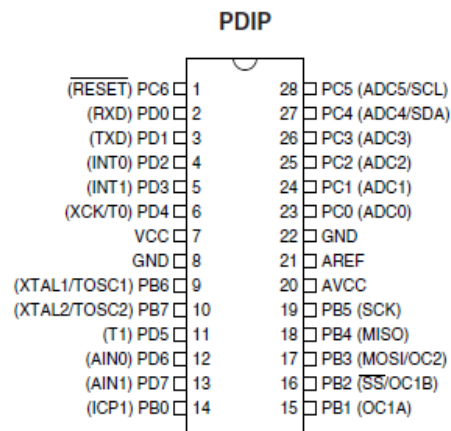 PDIP
(RESET) PC6 1 28 PC5 (ADC5/SCL)
(RXD) PD0 2 27 PC4 (ADC4/SDA)
(TXD) PD1 3 26 PC3 (ADC3)
(INT0) PD2 4 25 PC2 (ADC2)
(INT1) PD3 5 24 PC1 (ADC1)
(XCK/T0) PD4 6 23 PC0 (ADC0)
VCC 7 22 GND
GND 8 21 AREF
(XTAL1/TOSC1) PB6 9 20 AVCC
(XTAL2/TOSC2) PB7 10 19 PB5 (SCK)
(T1) PD5 11 18 PB4 (MISO)
(AIN0) PD6 12 17 PB3 (MOSI/OC2)
(AIN1) PD7 13 16 PB2 (SS/OC1B)
(ICP1) PB0 14 15 PB1 (OC1A)